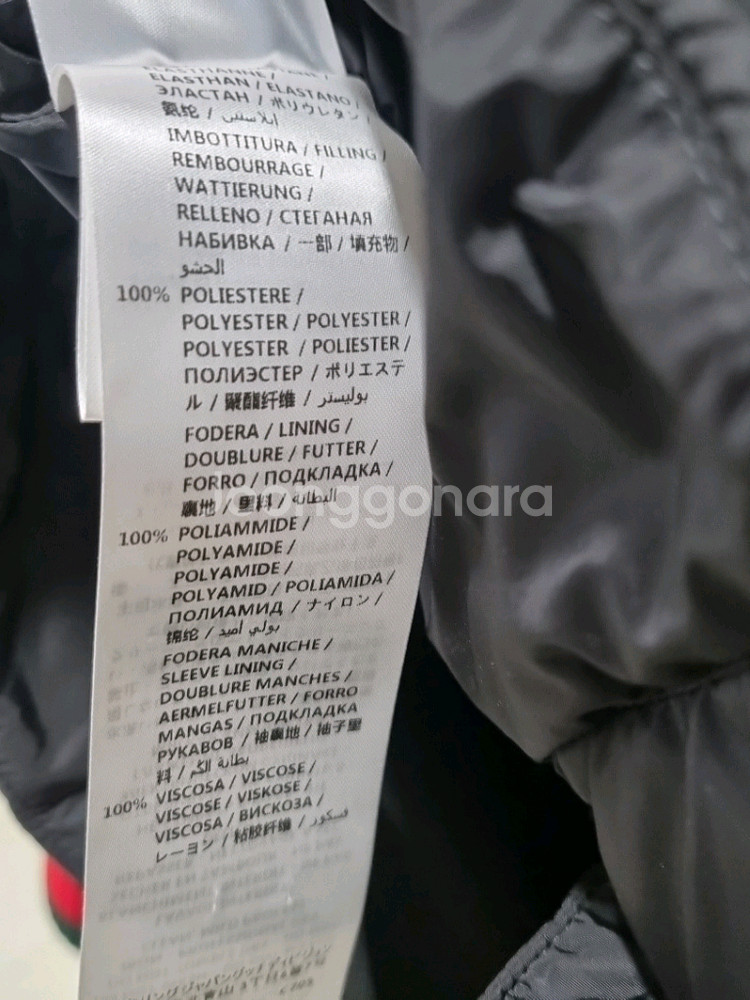 ELASTHAN / ELASTANO /
ЭЛАСТАН / ポリウレタン /
氨纶 / إيلاستين
IMBOTTITURA / FILLING /
REMBOURRAGE /
WATTIERUNG /
RELLENO / СТЕГАНАЯ
НАБИВКА / 一部 / 填充物 /
الحشو
100% POLIESTERE /
POLYESTER / POLYESTER /
POLYESTER / POLIESTER /
ПОЛИЭСТЕР / ポリエステ
ル / 聚酯纤维 / بوليستر
FODERA / LINING /
DOUBLURE / FUTTER /
FORRO / ПОДКЛАДКА /
裏地 / 里料 / البطانة
joonggonara
100% POLIAMMIDE /
POLYAMIDE /
POLYAMIDE /
POLYAMID / POLIAMIDA /
ПОЛИАМИД / ナイロン /
锦纶 / بولي اميد
FODERA MANICHE /
SLEEVE LINING /
DOUBLURE MANCHES /
AERMELFUTTER / FORRO
MANGAS / ПОДКЛАДКА
РУКАВОВ / 袖裏地 / 袖子里
料 / بطانة الكم
100% VISCOSA / VISCOSE /
VISCOSE / VISKOSE /
VISCOSA / ВИСКОЗА /
レーヨン / 粘胶纤维 / فسكوز